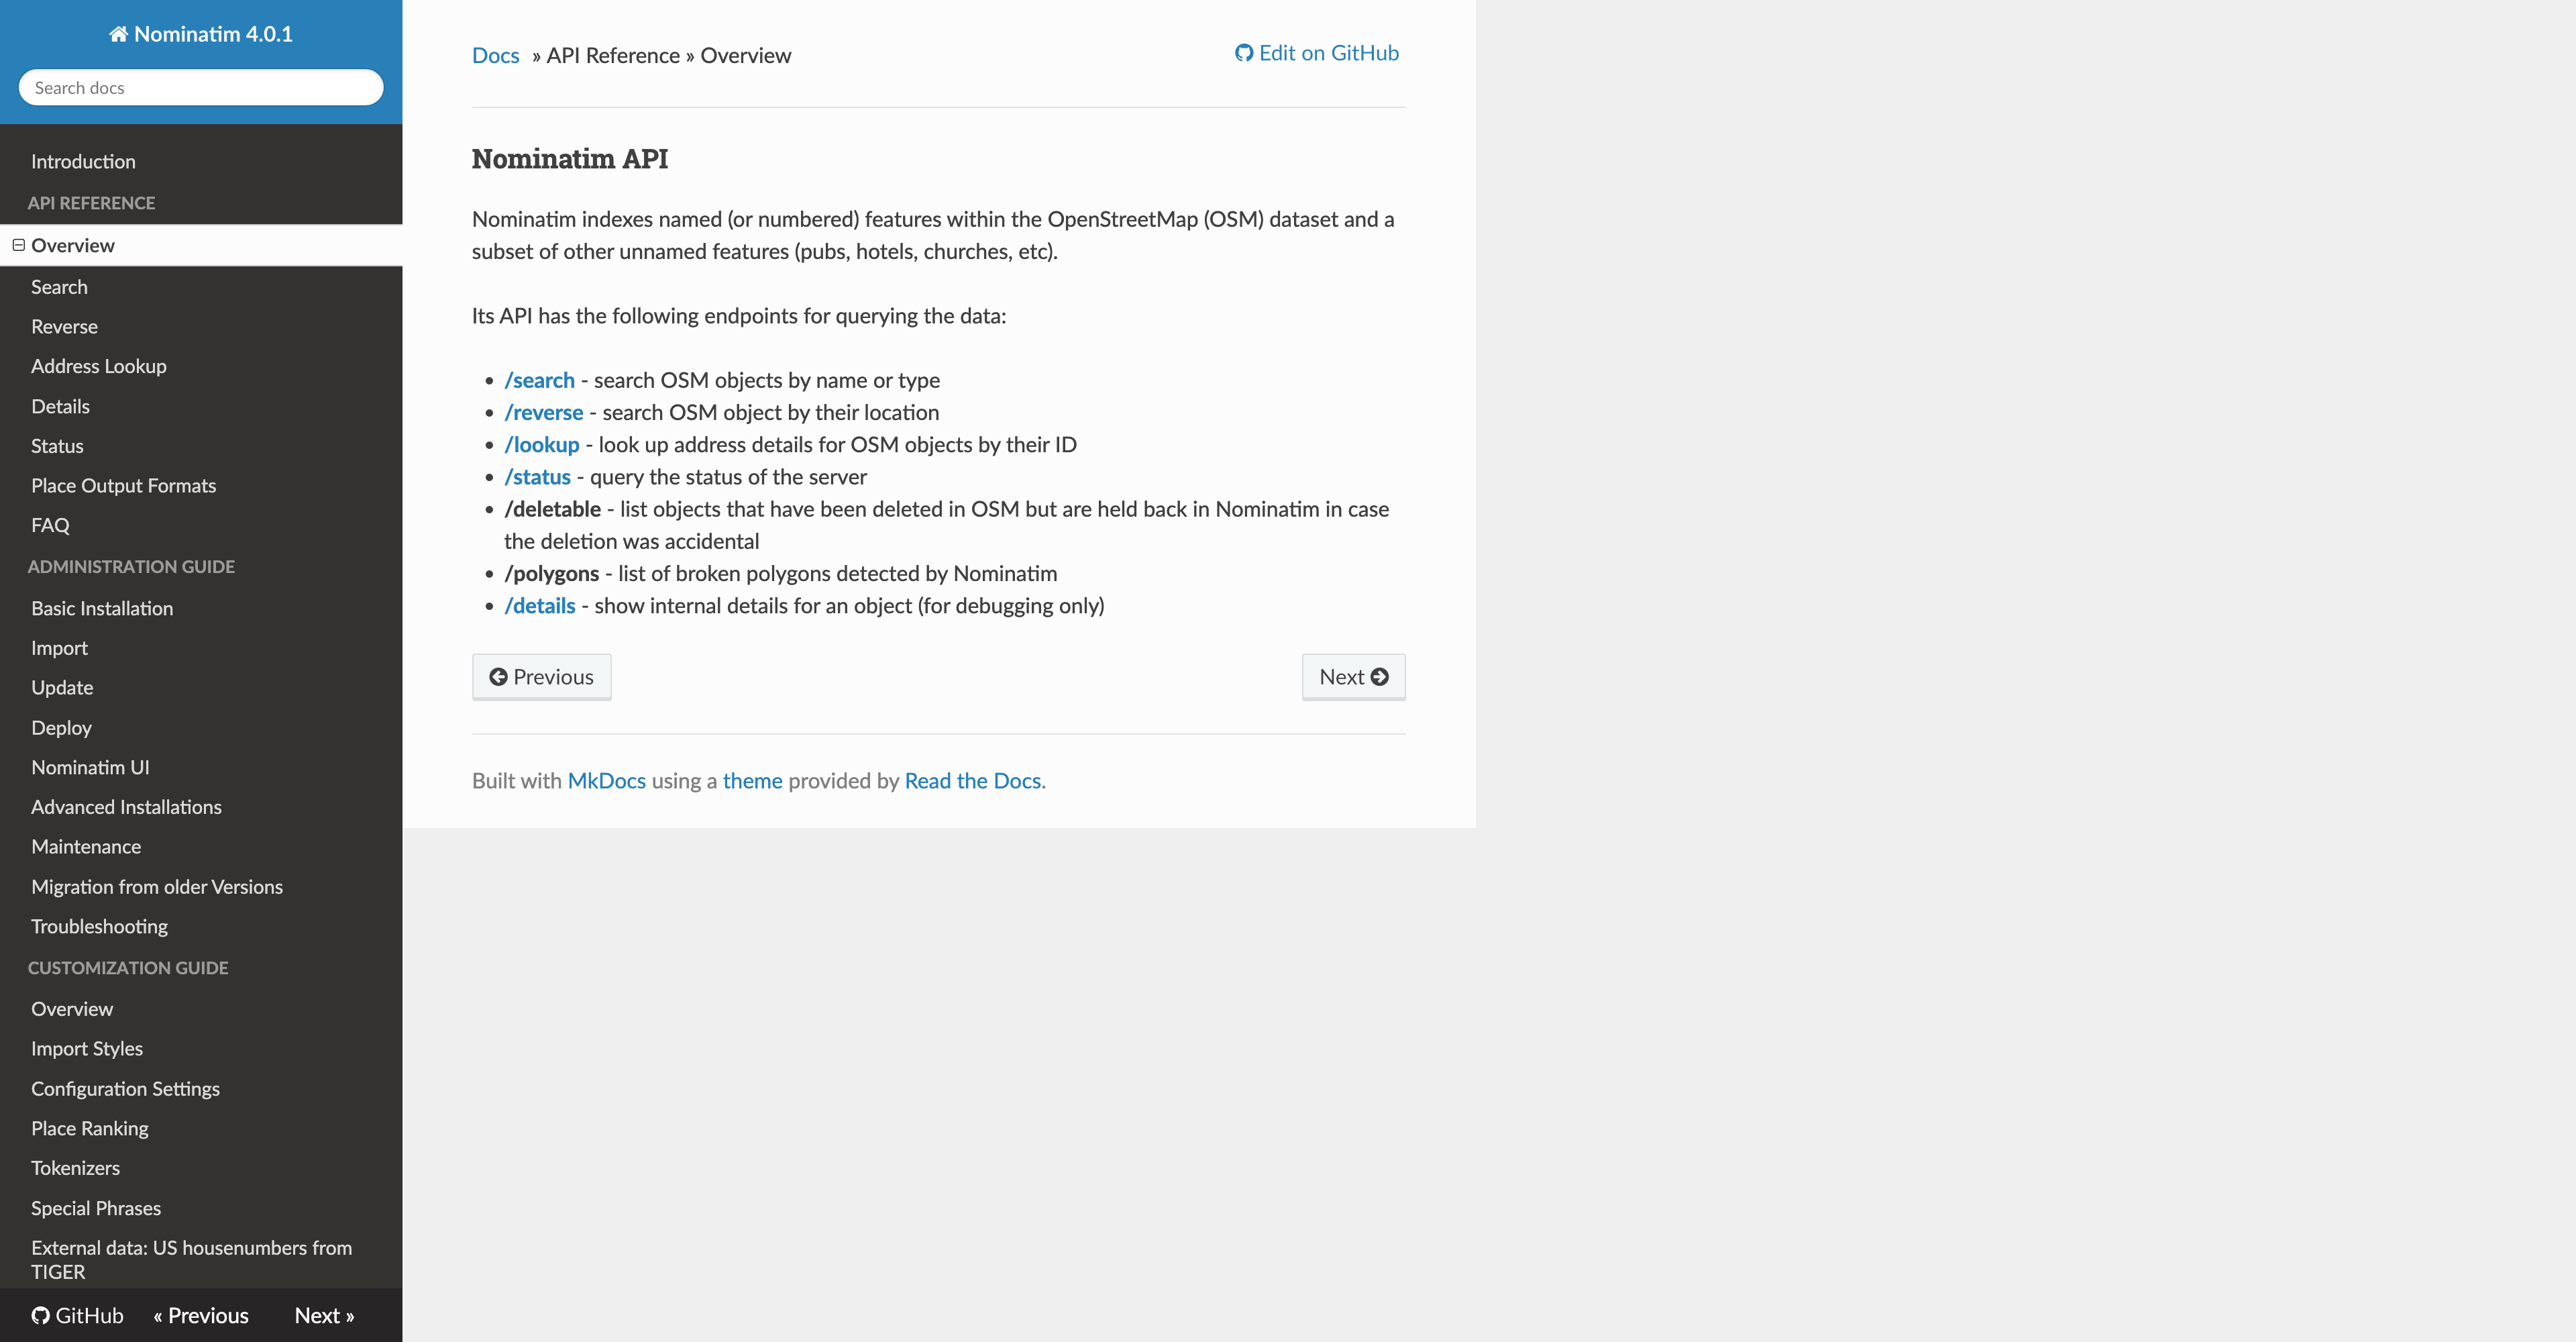 Nominatim 4.0.1
Search docs
Introduction
API REFERENCE
Overview
Search
Reverse
Address Lookup
Details
Status
Place Output Formats
FAQ
ADMINISTRATION GUIDE
Basic Installation
Import
Update
Deploy
Nominatim UI
Advanced Installations
Maintenance
Migration from older Versions
Troubleshooting
CUSTOMIZATION GUIDE
Overview
Import Styles
Configuration Settings
Place Ranking
Tokenizers
Special Phrases
External data: US housenumbers from
TIGER
GitHub « Previous Next »
Docs » API Reference » Overview
Edit on GitHub
Nominatim API
Nominatim indexes named (or numbered) features within the OpenStreetMap (OSM) dataset and a
subset of other unnamed features (pubs, hotels, churches, etc).
Its API has the following endpoints for querying the data:
• /search - search OSM objects by name or type
• /reverse - search OSM object by their location
• /lookup - look up address details for OSM objects by their ID
• /status - query the status of the server
• /deletable - list objects that have been deleted in OSM but are held back in Nominatim in case
the deletion was accidental
• /polygons - list of broken polygons detected by Nominatim
• /details - show internal details for an object (for debugging only)
Previous
Next
Built with MkDocs using a theme provided by Read the Docs.